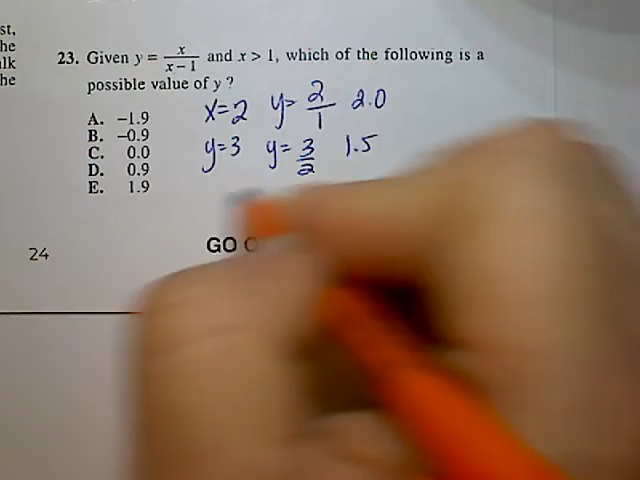 st,
he
alk
he
23. Given y = x/(x − 1) and x > 1, which of the following is a
possible value of y ?
A. −1.9
B. −0.9
C. 0.0
D. 0.9
E. 1.9
x=2 y= 2/1 2.0
y=3 y= 3/2 1.5
24
GO O